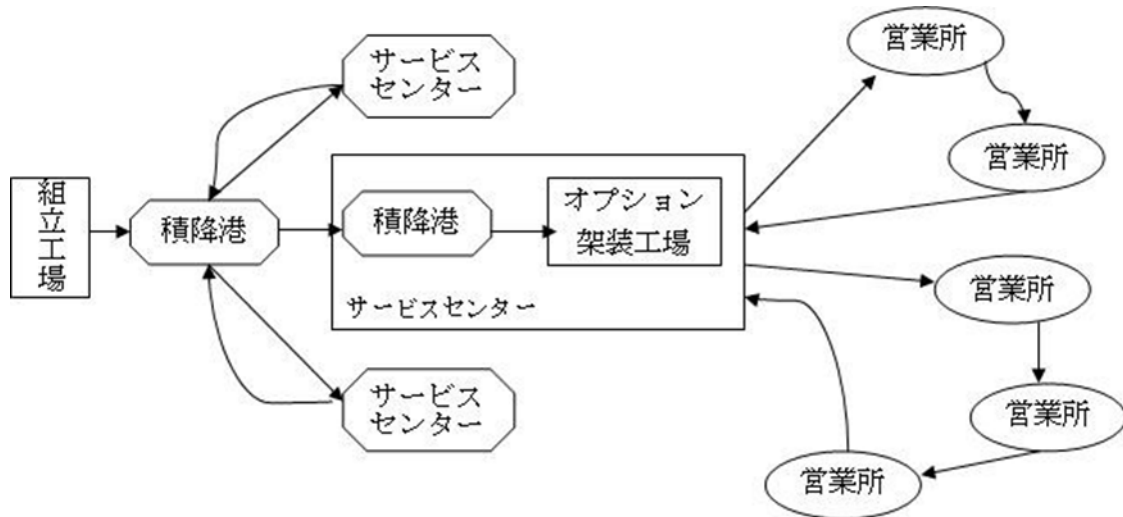 営業所
サービス
センター
営業所
組立工場
積降港
積降港
オプション
架装工場
サービスセンター
営業所
サービス
センター
営業所
営業所